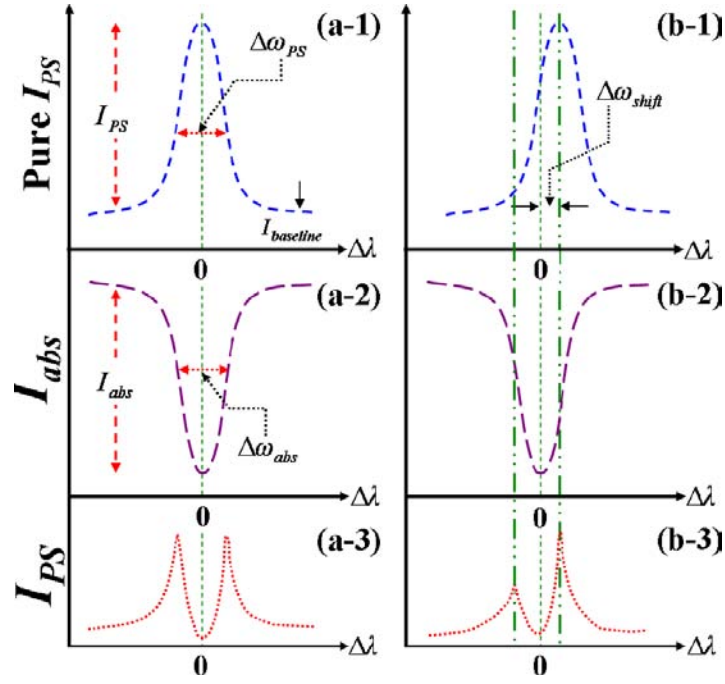 Pure I_PS
(a-1)
Δω_PS
I_PS
I_baseline
0
Δλ
(b-1)
Δω_shift
0
Δλ
I_abs
(a-2)
I_abs
Δω_abs
0
Δλ
(b-2)
0
Δλ
I_PS
(a-3)
0
Δλ
(b-3)
0
Δλ